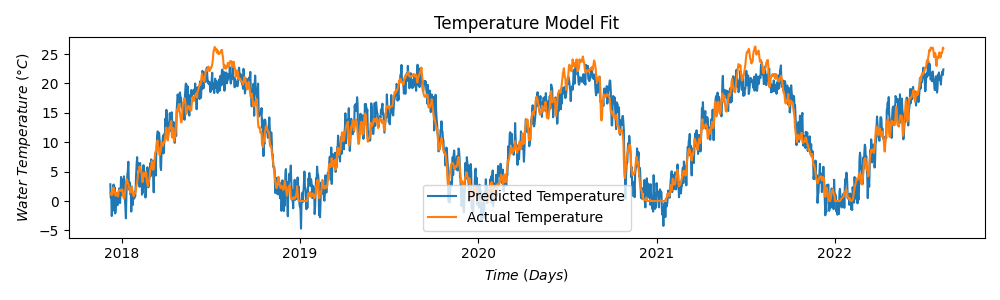 Temperature Model Fit
Water Temperature (°C)
25
20
15
10
5
0
−5
Predicted Temperature
Actual Temperature
2018
2019
2020
2021
2022
Time (Days)